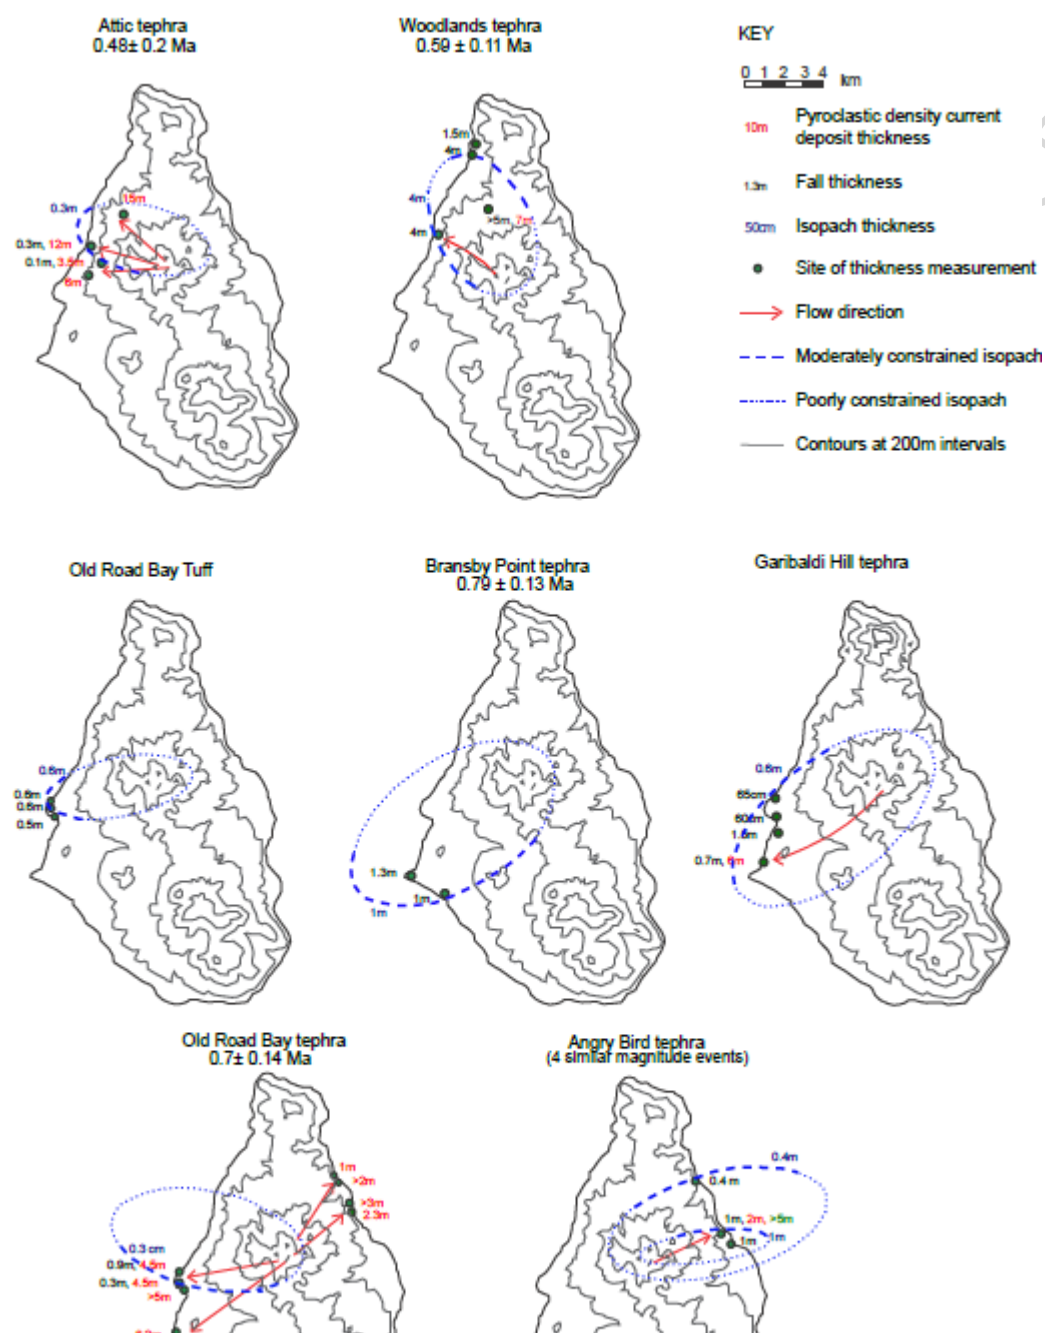 Attic tephra
0.48± 0.2 Ma
Woodlands tephra
0.59 ± 0.11 Ma
KEY
0 1 2 3 4 km
10m Pyroclastic density current
deposit thickness
1.3m Fall thickness
50cm Isopach thickness
Site of thickness measurement
Flow direction
Moderately constrained isopach
Poorly constrained isopach
Contours at 200m intervals
0.3m
15m
0.3m, 12m
0.1m, 3.5m
6m
1.5m
4m
4m
>5m, 7m
4m
Old Road Bay Tuff
Bransby Point tephra
0.79 ± 0.13 Ma
Garibaldi Hill tephra
0.6m
0.6m
0.6m
0.5m
1.3m
1m
1m
0.6m
65cm
60cm
0.7m,
Old Road Bay tephra
0.7± 0.14 Ma
Angry Bird tephra
(4 similar magnitude events)
1m
>2m
>3m
2.3m
0.3 cm
0.9m, 4.5m
0.3m, 4.5m
>5m
0.4m
0.4 m
1m, 2m, >5m
1m
1m